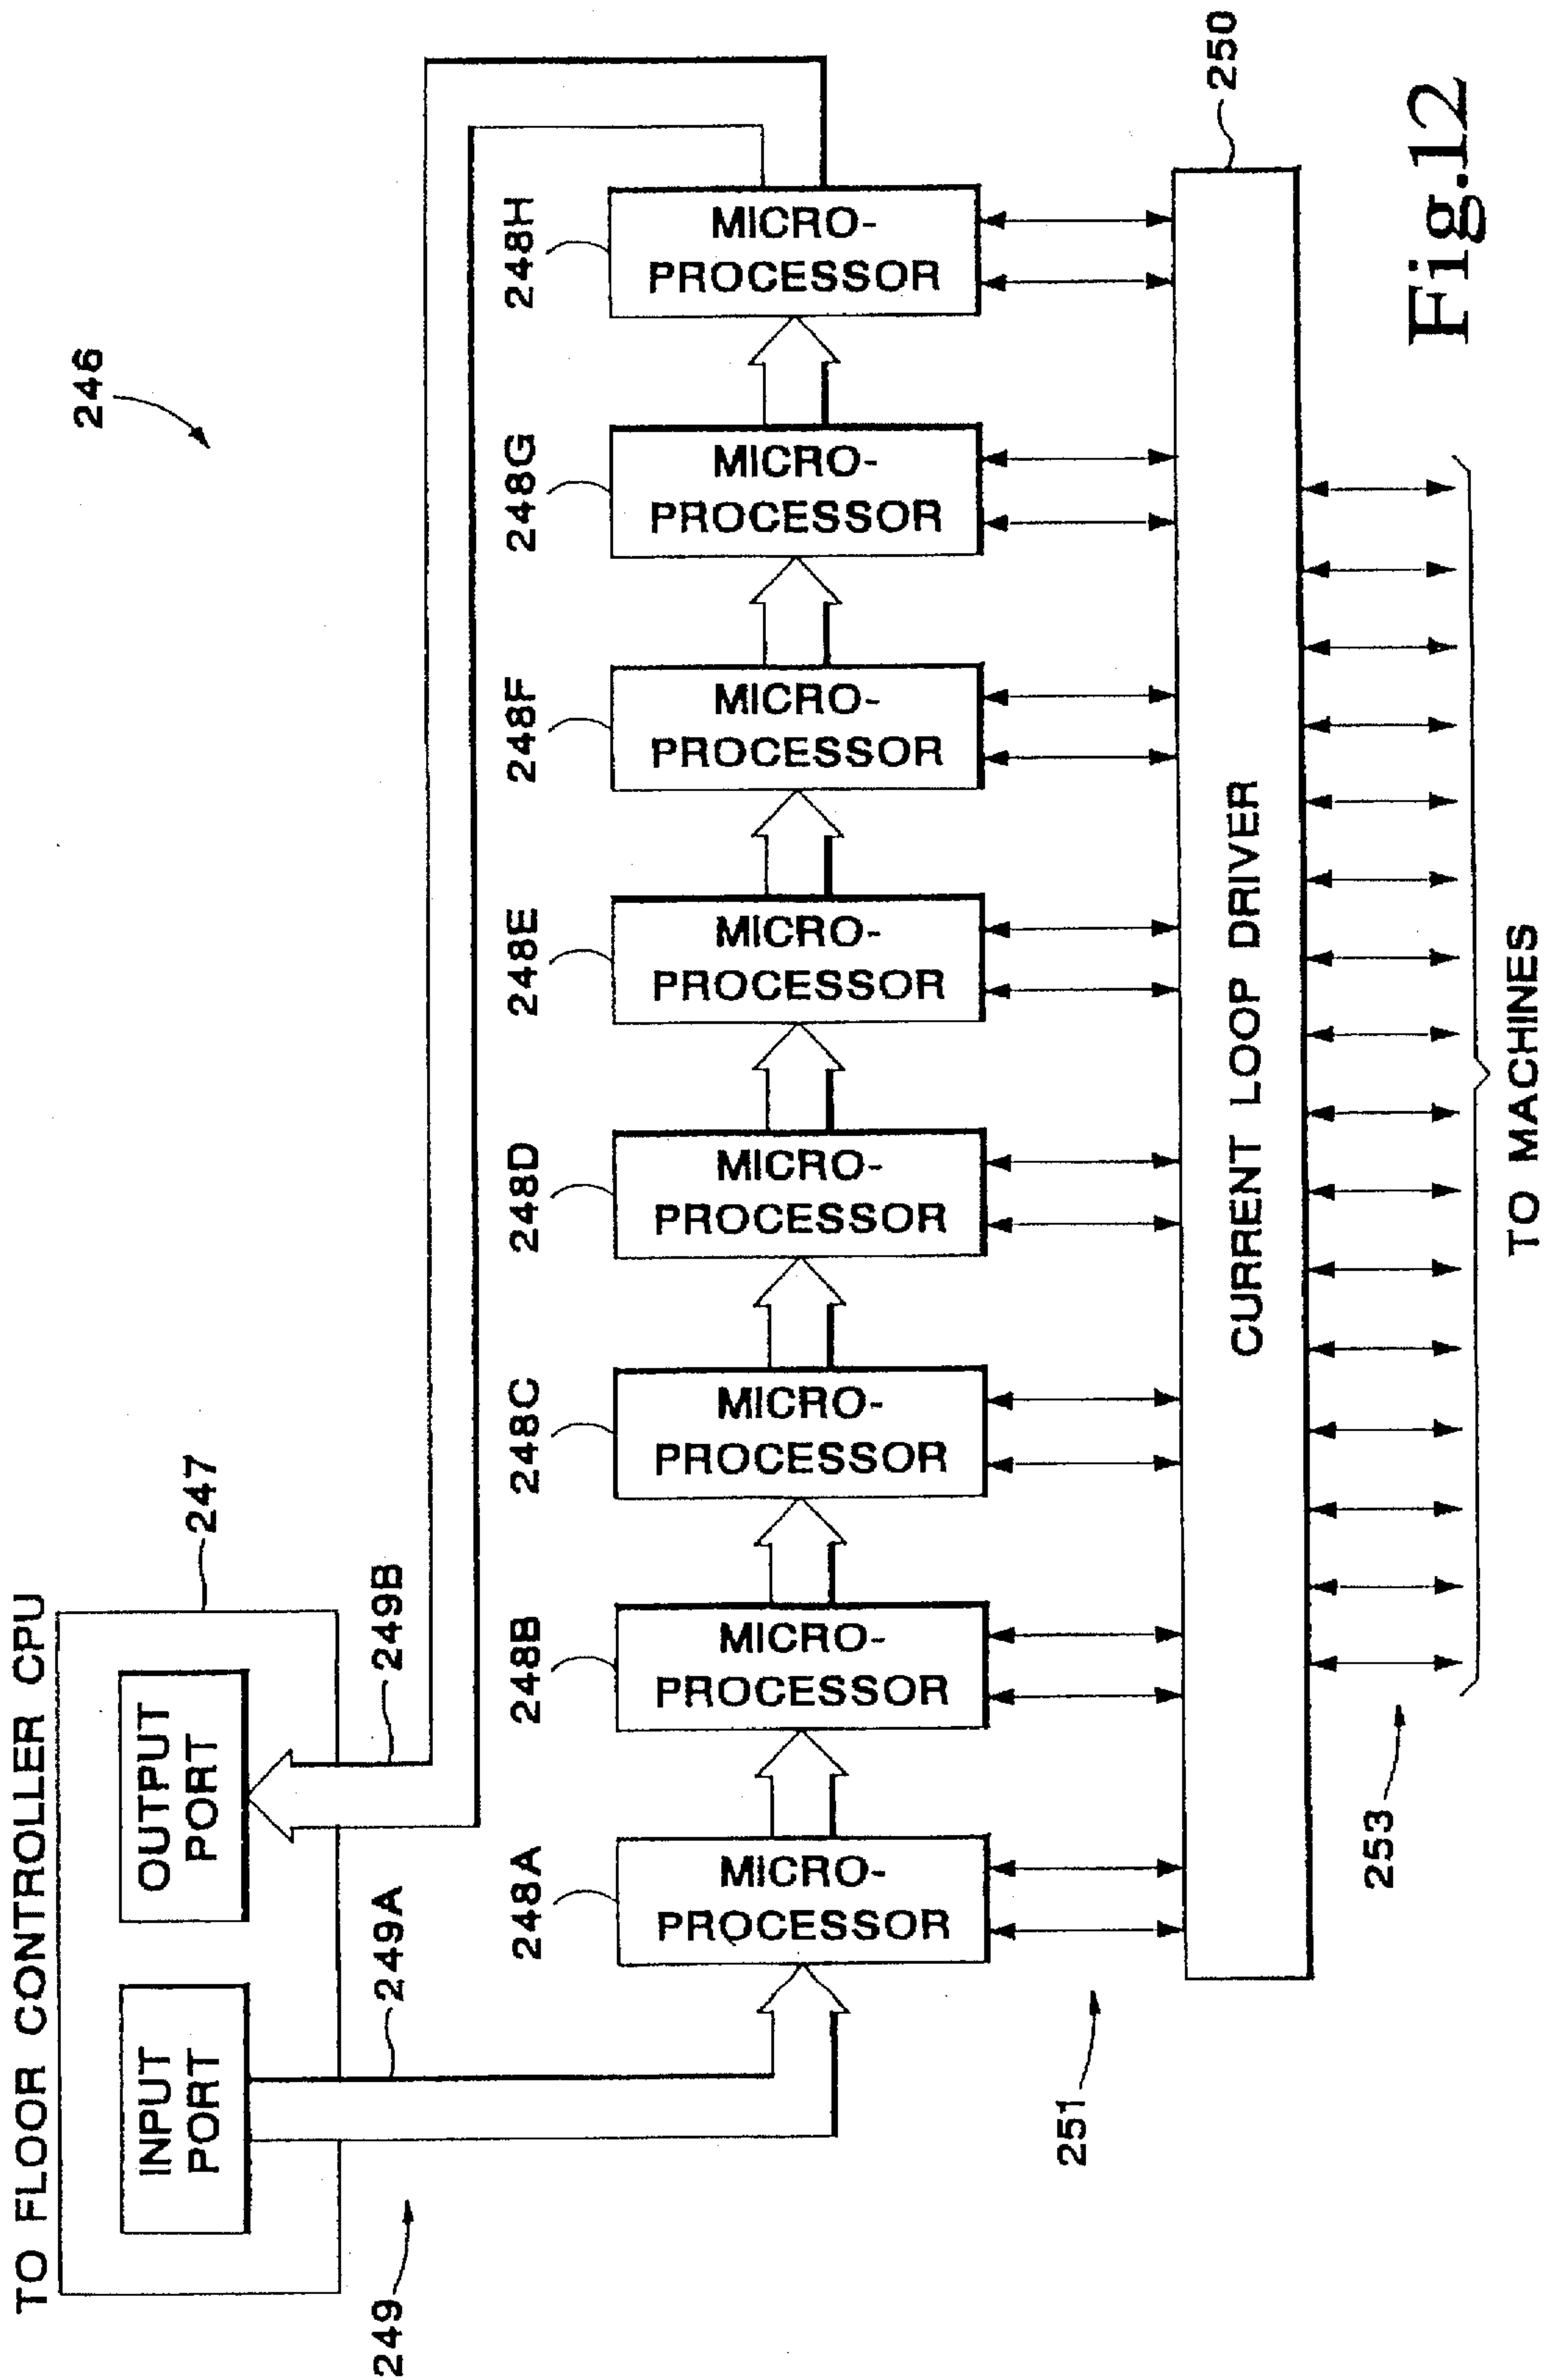 TO FLOOR CONTROLLER CPU
247
246
INPUT
PORT
OUTPUT
PORT
249
249A
249B
248A
248B
248C
248D
248E
248F
248G
248H
MICRO-
PROCESSOR
MICRO-
PROCESSOR
MICRO-
PROCESSOR
MICRO-
PROCESSOR
MICRO-
PROCESSOR
MICRO-
PROCESSOR
MICRO-
PROCESSOR
MICRO-
PROCESSOR
251
CURRENT LOOP DRIVER
250
253
TO MACHINES
Fig.12